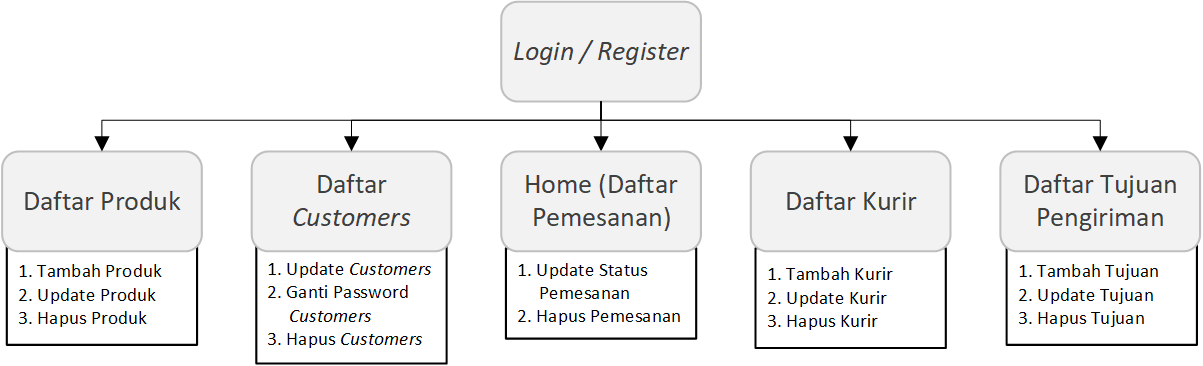 Login / Register
Daftar Produk
1. Tambah Produk
2. Update Produk
3. Hapus Produk
Daftar
Customers
1. Update Customers
2. Ganti Password
Customers
3. Hapus Customers
Home (Daftar
Pemesanan)
1. Update Status
Pemesanan
2. Hapus Pemesanan
Daftar Kurir
1. Tambah Kurir
2. Update Kurir
3. Hapus Kurir
Daftar Tujuan
Pengiriman
1. Tambah Tujuan
2. Update Tujuan
3. Hapus Tujuan